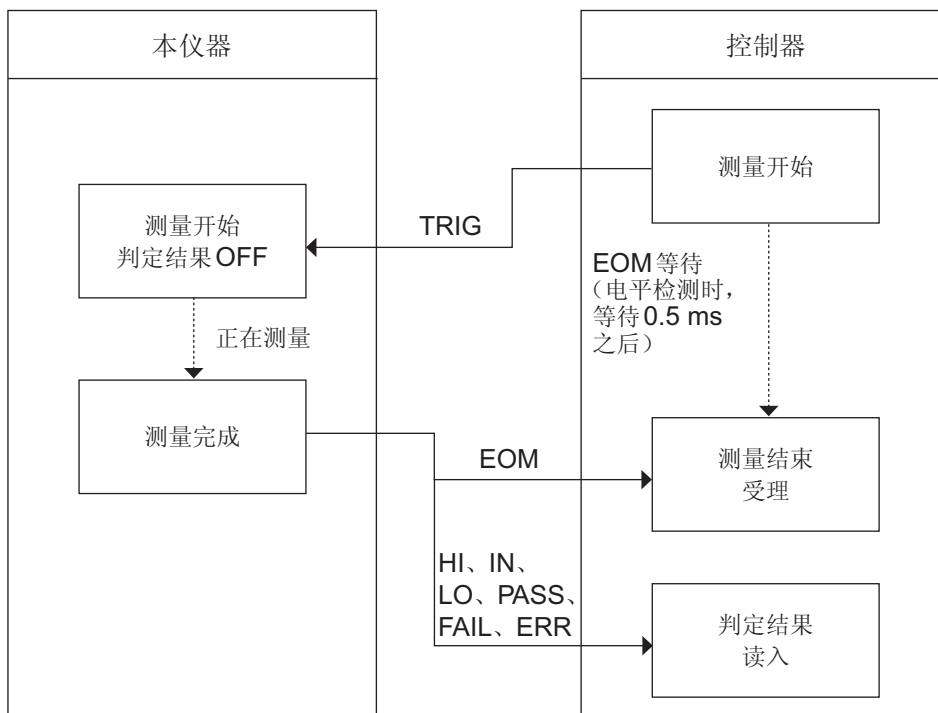 本仪器
控制器
测量开始
测量开始
判定结果OFF
TRIG
EOM等待
（电平检测时，
等待0.5 ms
之后）
正在测量
测量完成
EOM
测量结束
受理
HI、IN、
LO、PASS、
FAIL、ERR
判定结果
读入